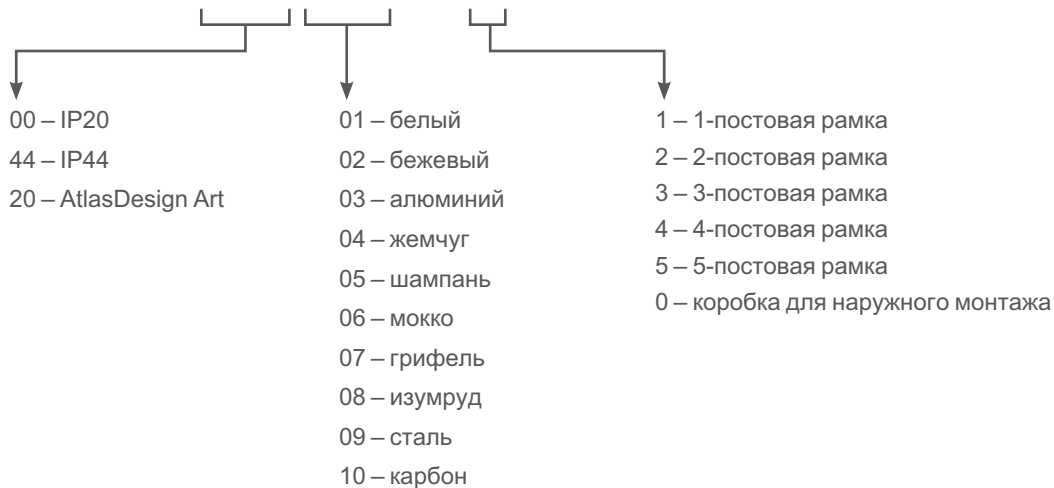 00 – IP20
44 – IP44
20 – AtlasDesign Art
01 – белый
02 – бежевый
03 – алюминий
04 – жемчуг
05 – шампань
06 – мокко
07 – грифель
08 – изумруд
09 – сталь
10 – карбон
1 – 1-постовая рамка
2 – 2-постовая рамка
3 – 3-постовая рамка
4 – 4-постовая рамка
5 – 5-постовая рамка
0 – коробка для наружного монтажа